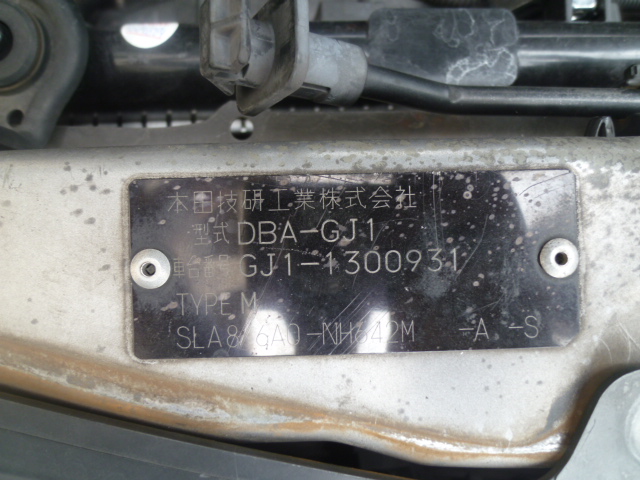 本田技研工業株式会社
型式 DBA-GJ1
車台番号 GJ1-1300931
TYPE M
SLA8/6A0-NH642M -A -S